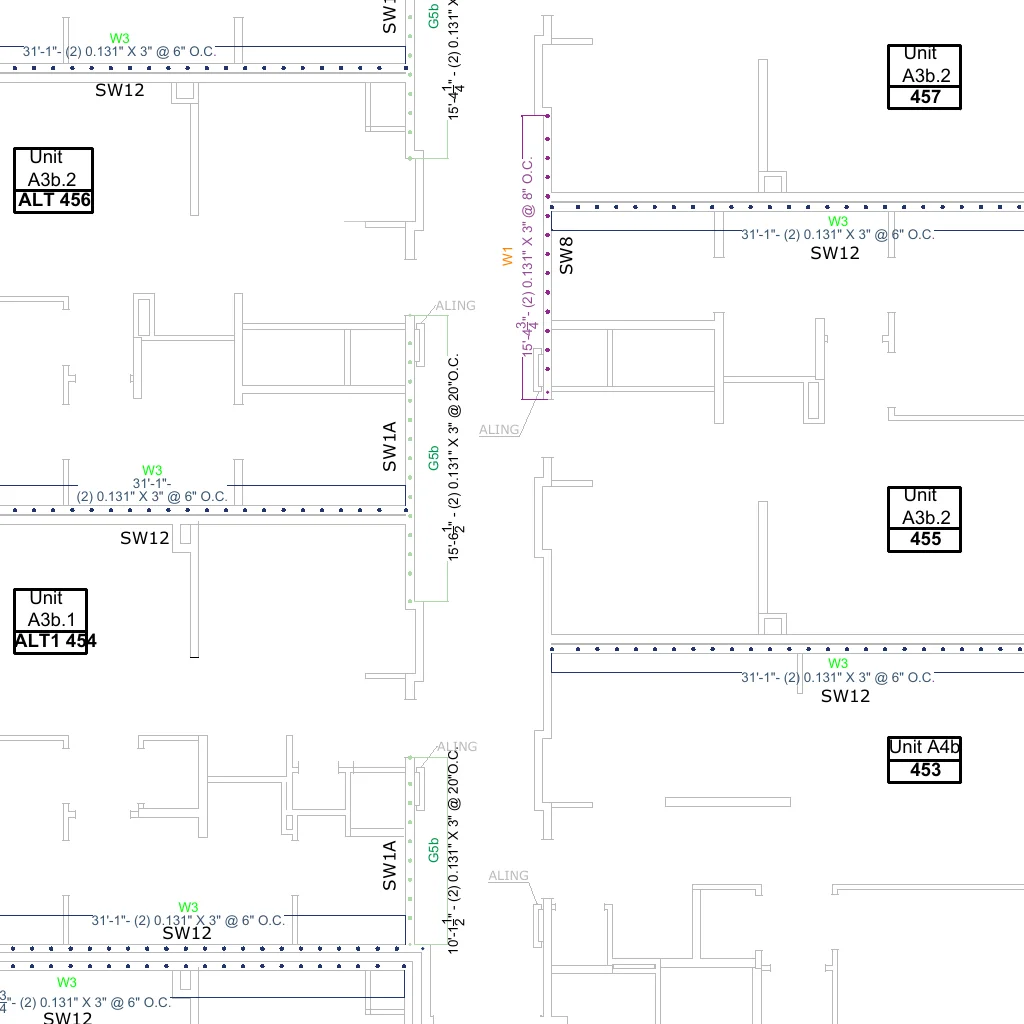 W3
31'-1"- (2) 0.131" X 3" @ 6" O.C.
SW12
SW1
G5b
15'-4 1/4" - (2) 0.131" X
Unit
A3b.2
457
Unit
A3b.2
ALT 456
W1
15'-4 3/4"- (2) 0.131" X 3" @ 8" O.C.
SW8
W3
31'-1"- (2) 0.131" X 3" @ 6" O.C.
SW12
ALING
SW1A
G5b
15'-6 1/2" - (2) 0.131" X 3" @ 20"O.C.
ALING
W3
31'-1"-
(2) 0.131" X 3" @ 6" O.C.
SW12
Unit
A3b.2
455
Unit
A3b.1
ALT1 454
W3
31'-1"- (2) 0.131" X 3" @ 6" O.C.
SW12
ALING
Unit A4b
453
SW1A
G5b
10'-1 1/2" - (2) 0.131" X 3" @ 20"O.C.
ALING
W3
31'-1"- (2) 0.131" X 3" @ 6" O.C.
SW12
W3
3/4"- (2) 0.131" X 3" @ 6" O.C.
SW12